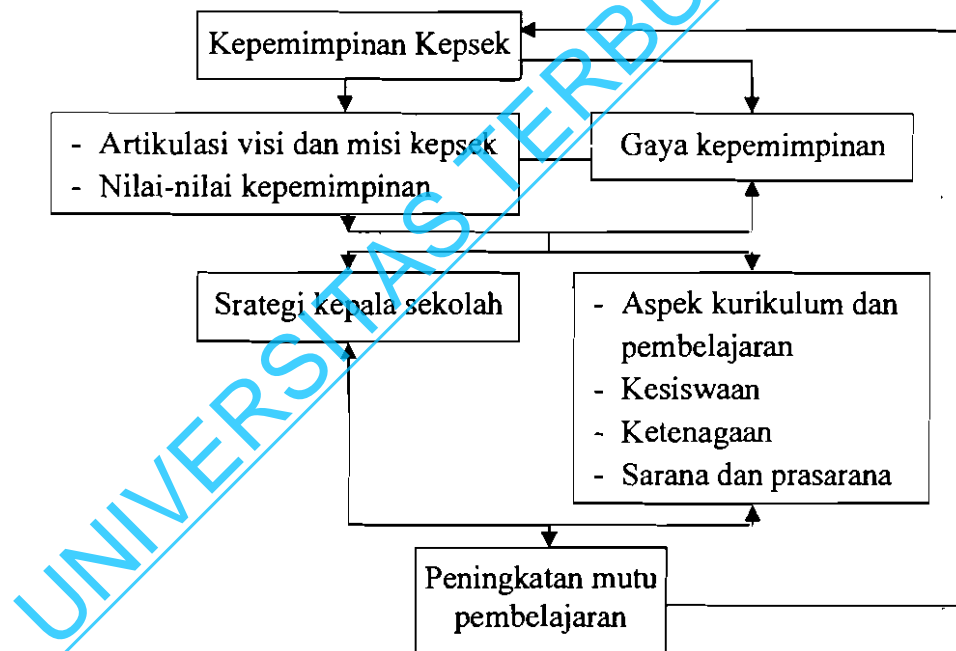 Kepemimpinan Kepsek
- Artikulasi visi dan misi kepsek
- Nilai-nilai kepemimpinan
Gaya kepemimpinan
Srategi kepala sekolah
- Aspek kurikulum dan
pembelajaran
- Kesiswaan
- Ketenagaan
- Sarana dan prasarana
Peningkatan mutu
pembelajaran
UNIVERSITAS TERBU